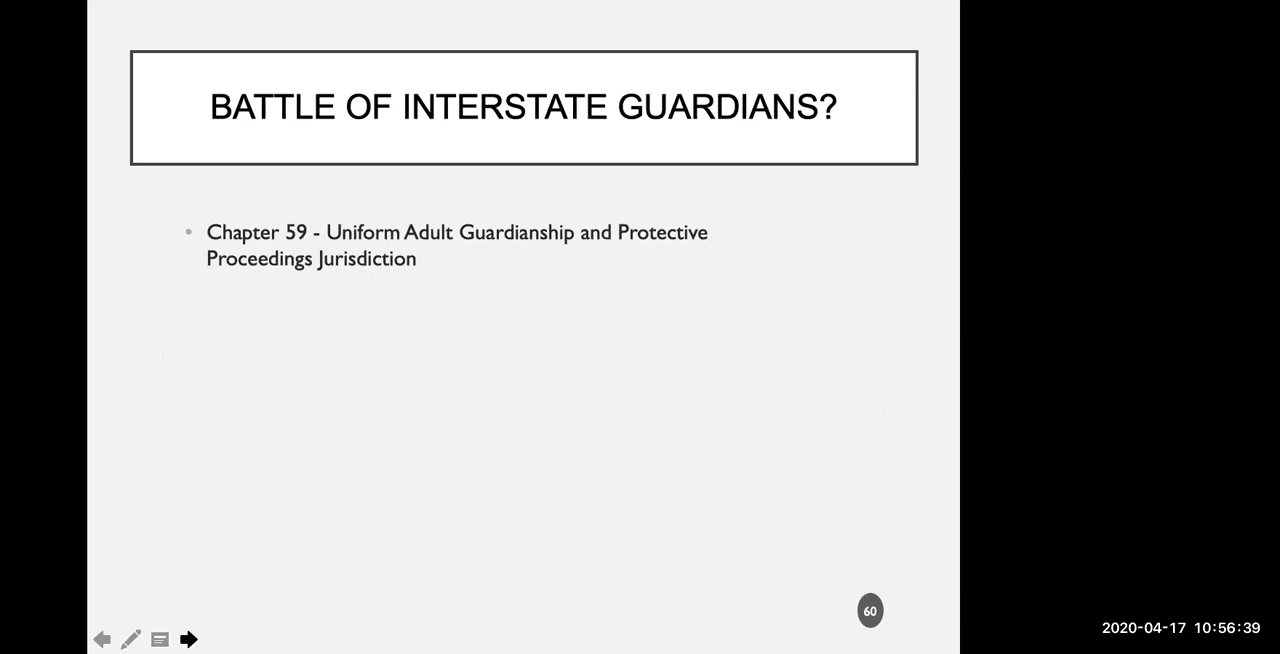 BATTLE OF INTERSTATE GUARDIANS?
• Chapter 59 - Uniform Adult Guardianship and Protective
Proceedings Jurisdiction
60
2020-04-17 10:56:39